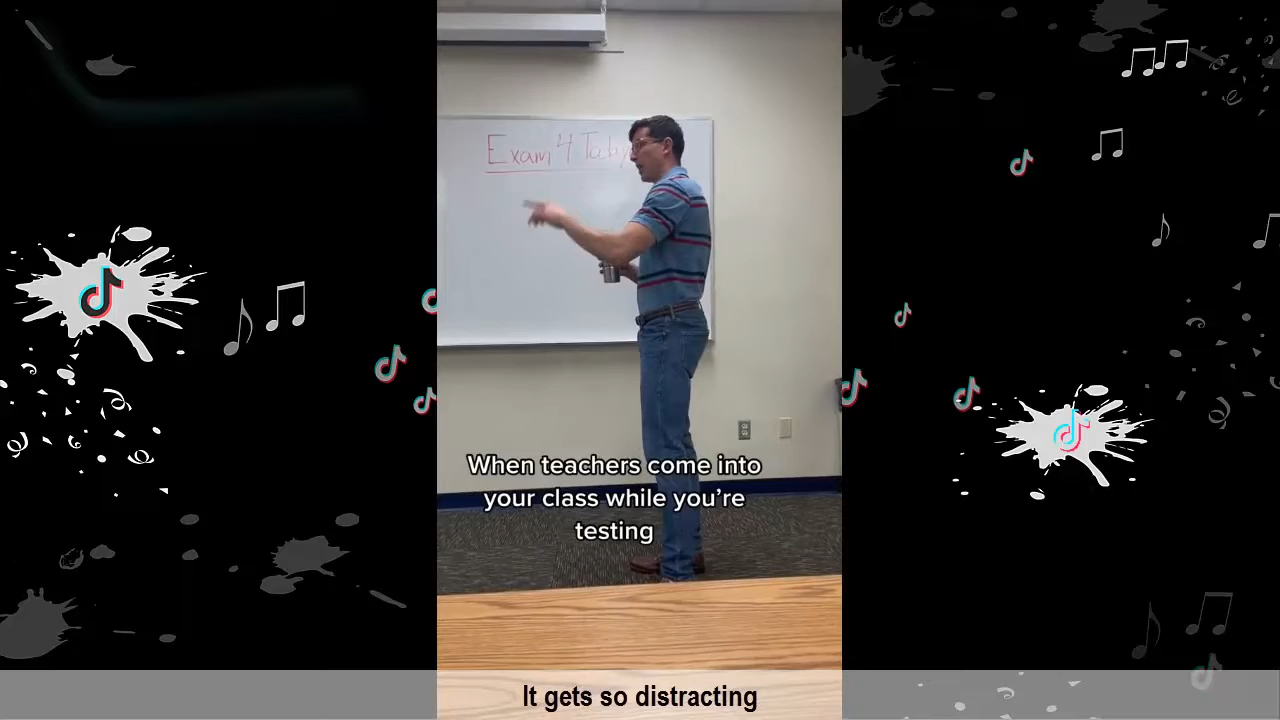 Exam 4 Today
When teachers come into
your class while you're
testing
It gets so distracting